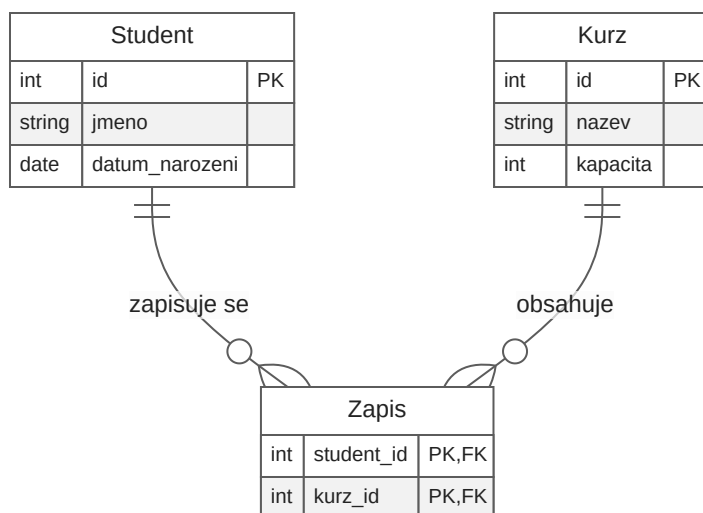 Student
int id PK
string jmeno
date datum_narozeni
Kurz
int id PK
string nazev
int kapacita
zapisuje se
obsahuje
Zapis
int student_id PK,FK
int kurz_id PK,FK